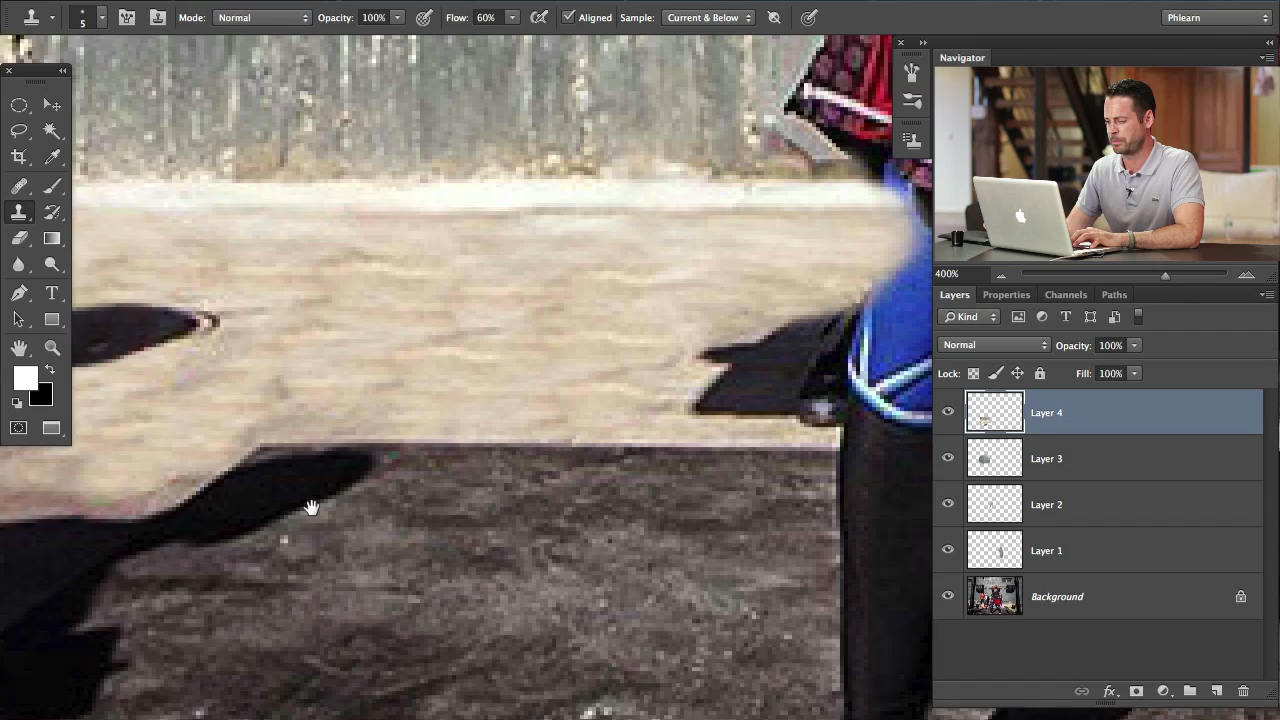 5 Mode: Normal Opacity: 100% Flow: 60% Aligned Sample: Current & Below Phlearn
Navigator
400%
Layers Properties Channels Paths
Kind
Normal Opacity: 100%
Lock: Fill: 100%
Layer 4
Layer 3
Layer 2
Layer 1
Background
T
T
fx